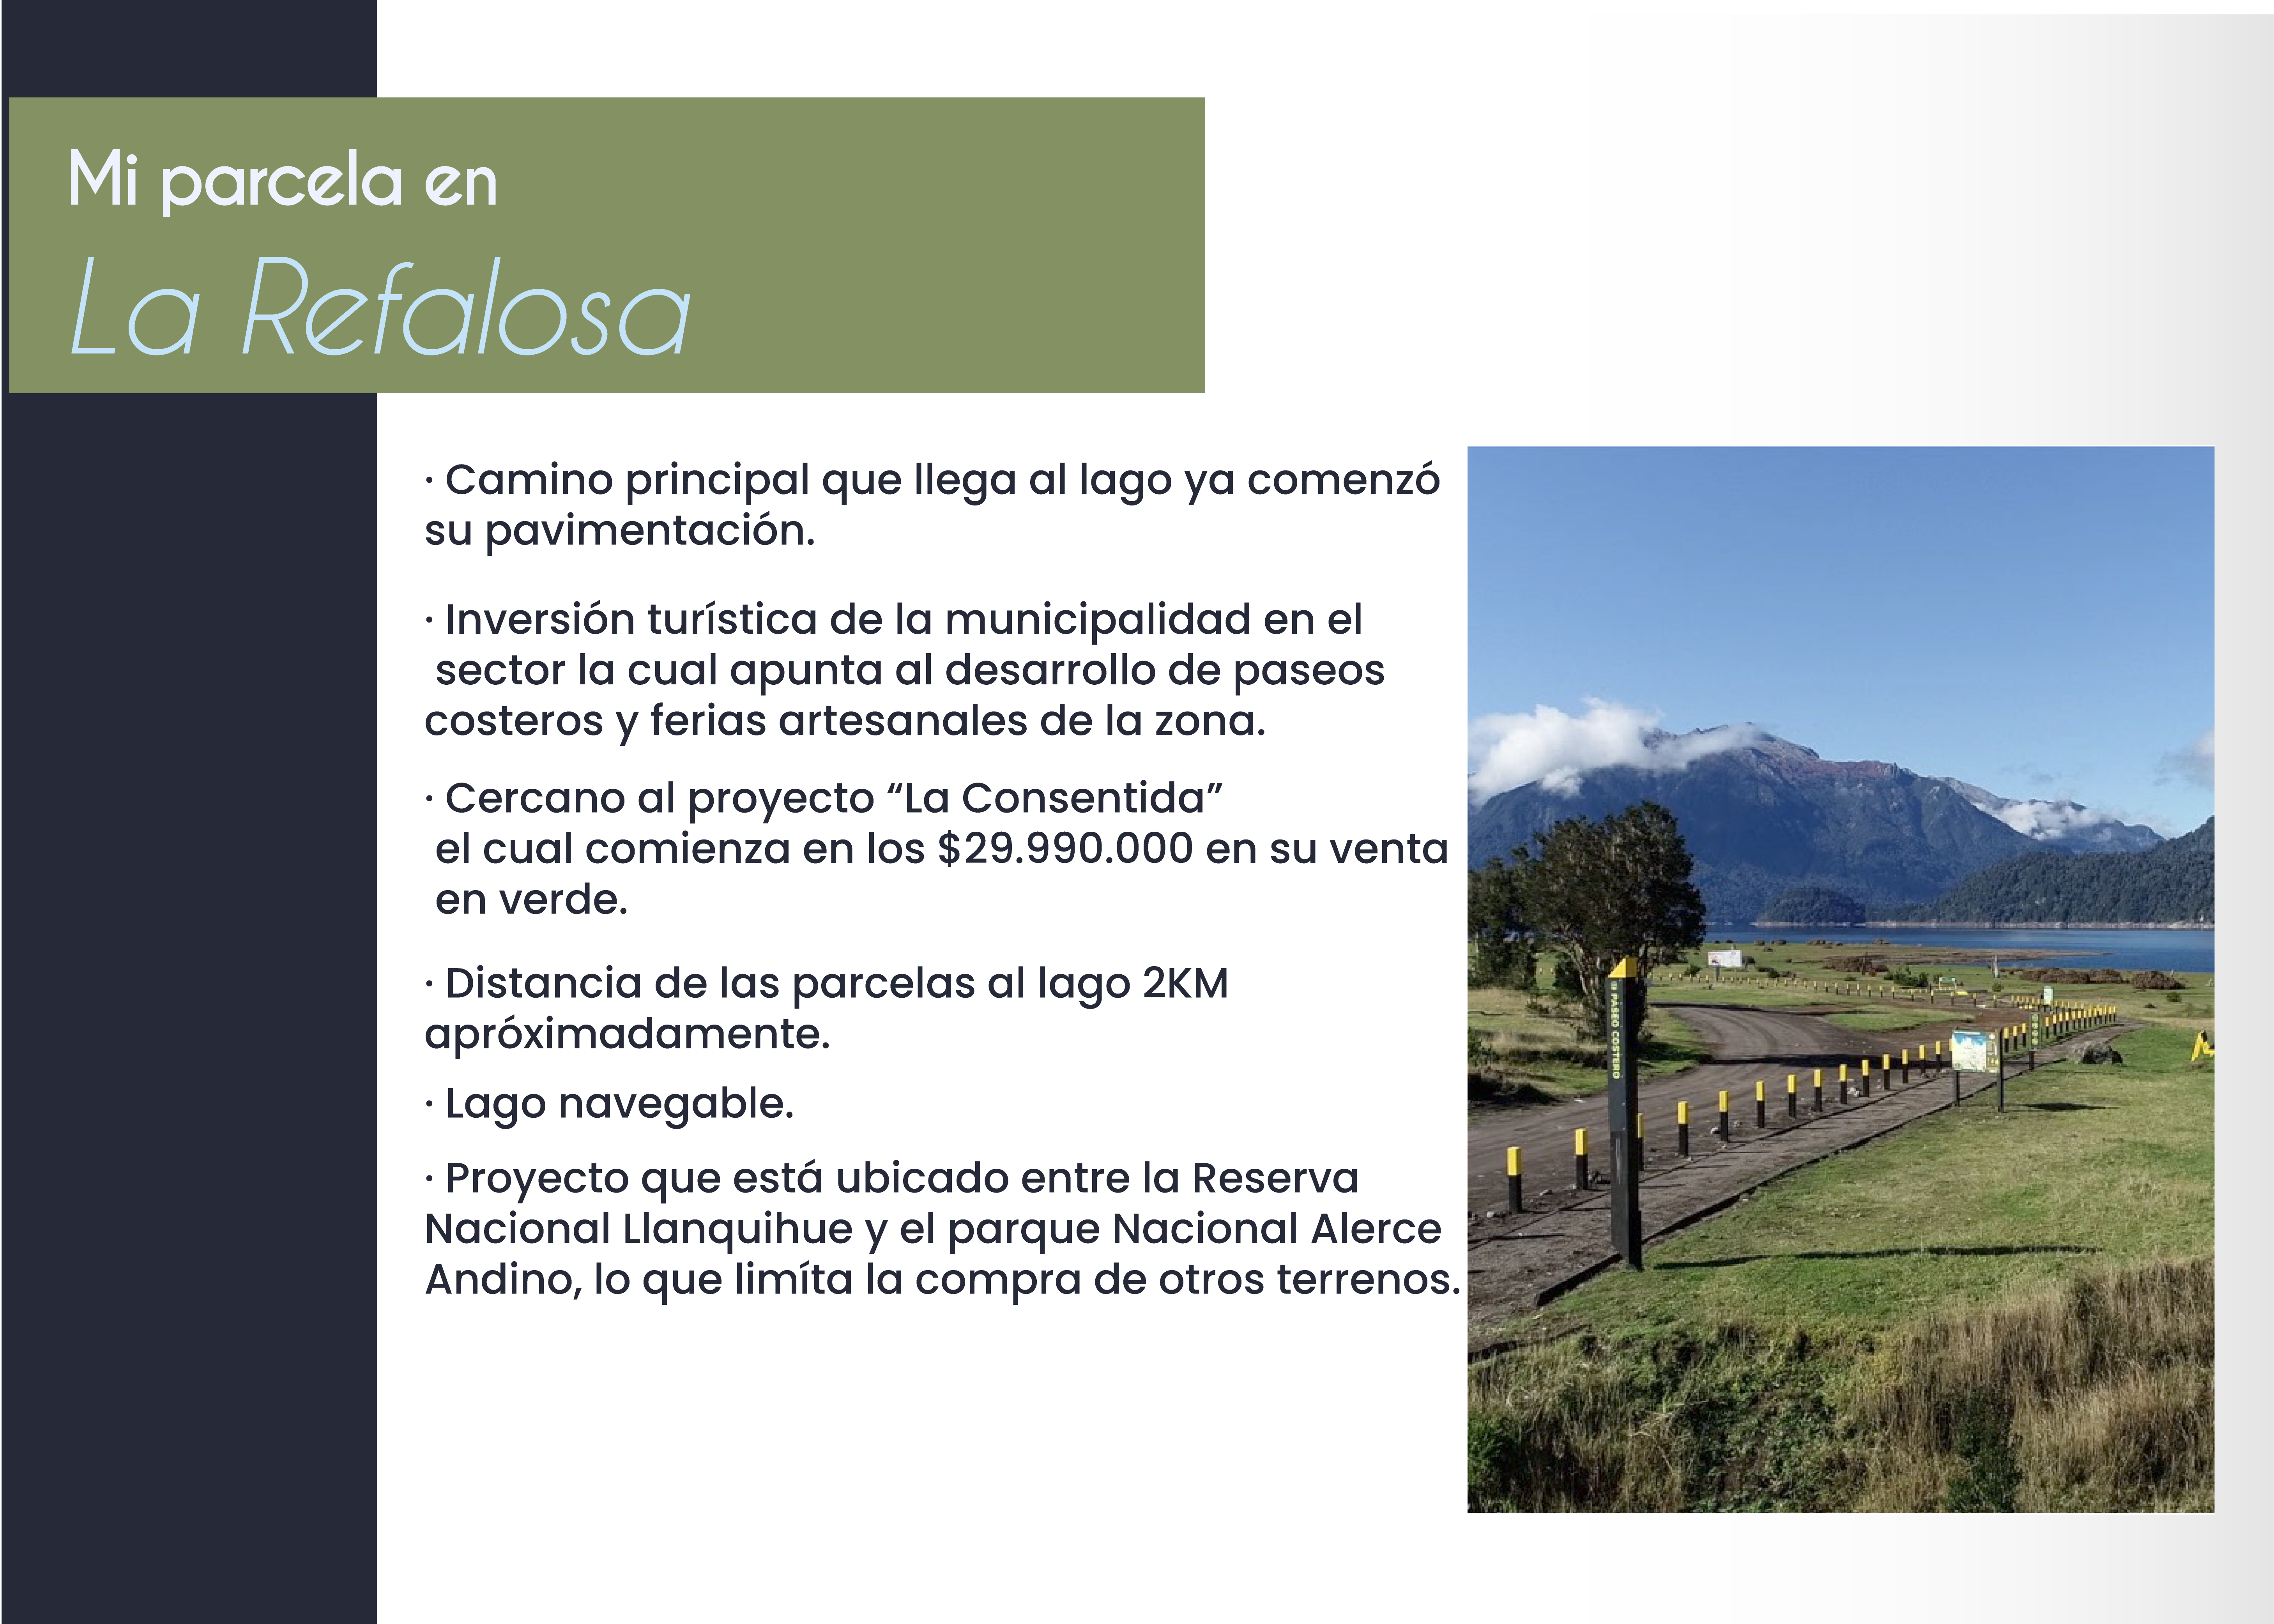 Mi parcela en
La Refalosa
· Camino principal que llega al lago ya comenzó
su pavimentación.
· Inversión turística de la municipalidad en el
sector la cual apunta al desarrollo de paseos
costeros y ferias artesanales de la zona.
· Cercano al proyecto “La Consentida”
el cual comienza en los $29.990.000 en su venta
en verde.
· Distancia de las parcelas al lago 2KM
apróximadamente.
· Lago navegable.
· Proyecto que está ubicado entre la Reserva
Nacional Llanquihue y el parque Nacional Alerce
Andino, lo que limíta la compra de otros terrenos.
PASEO COSTERO